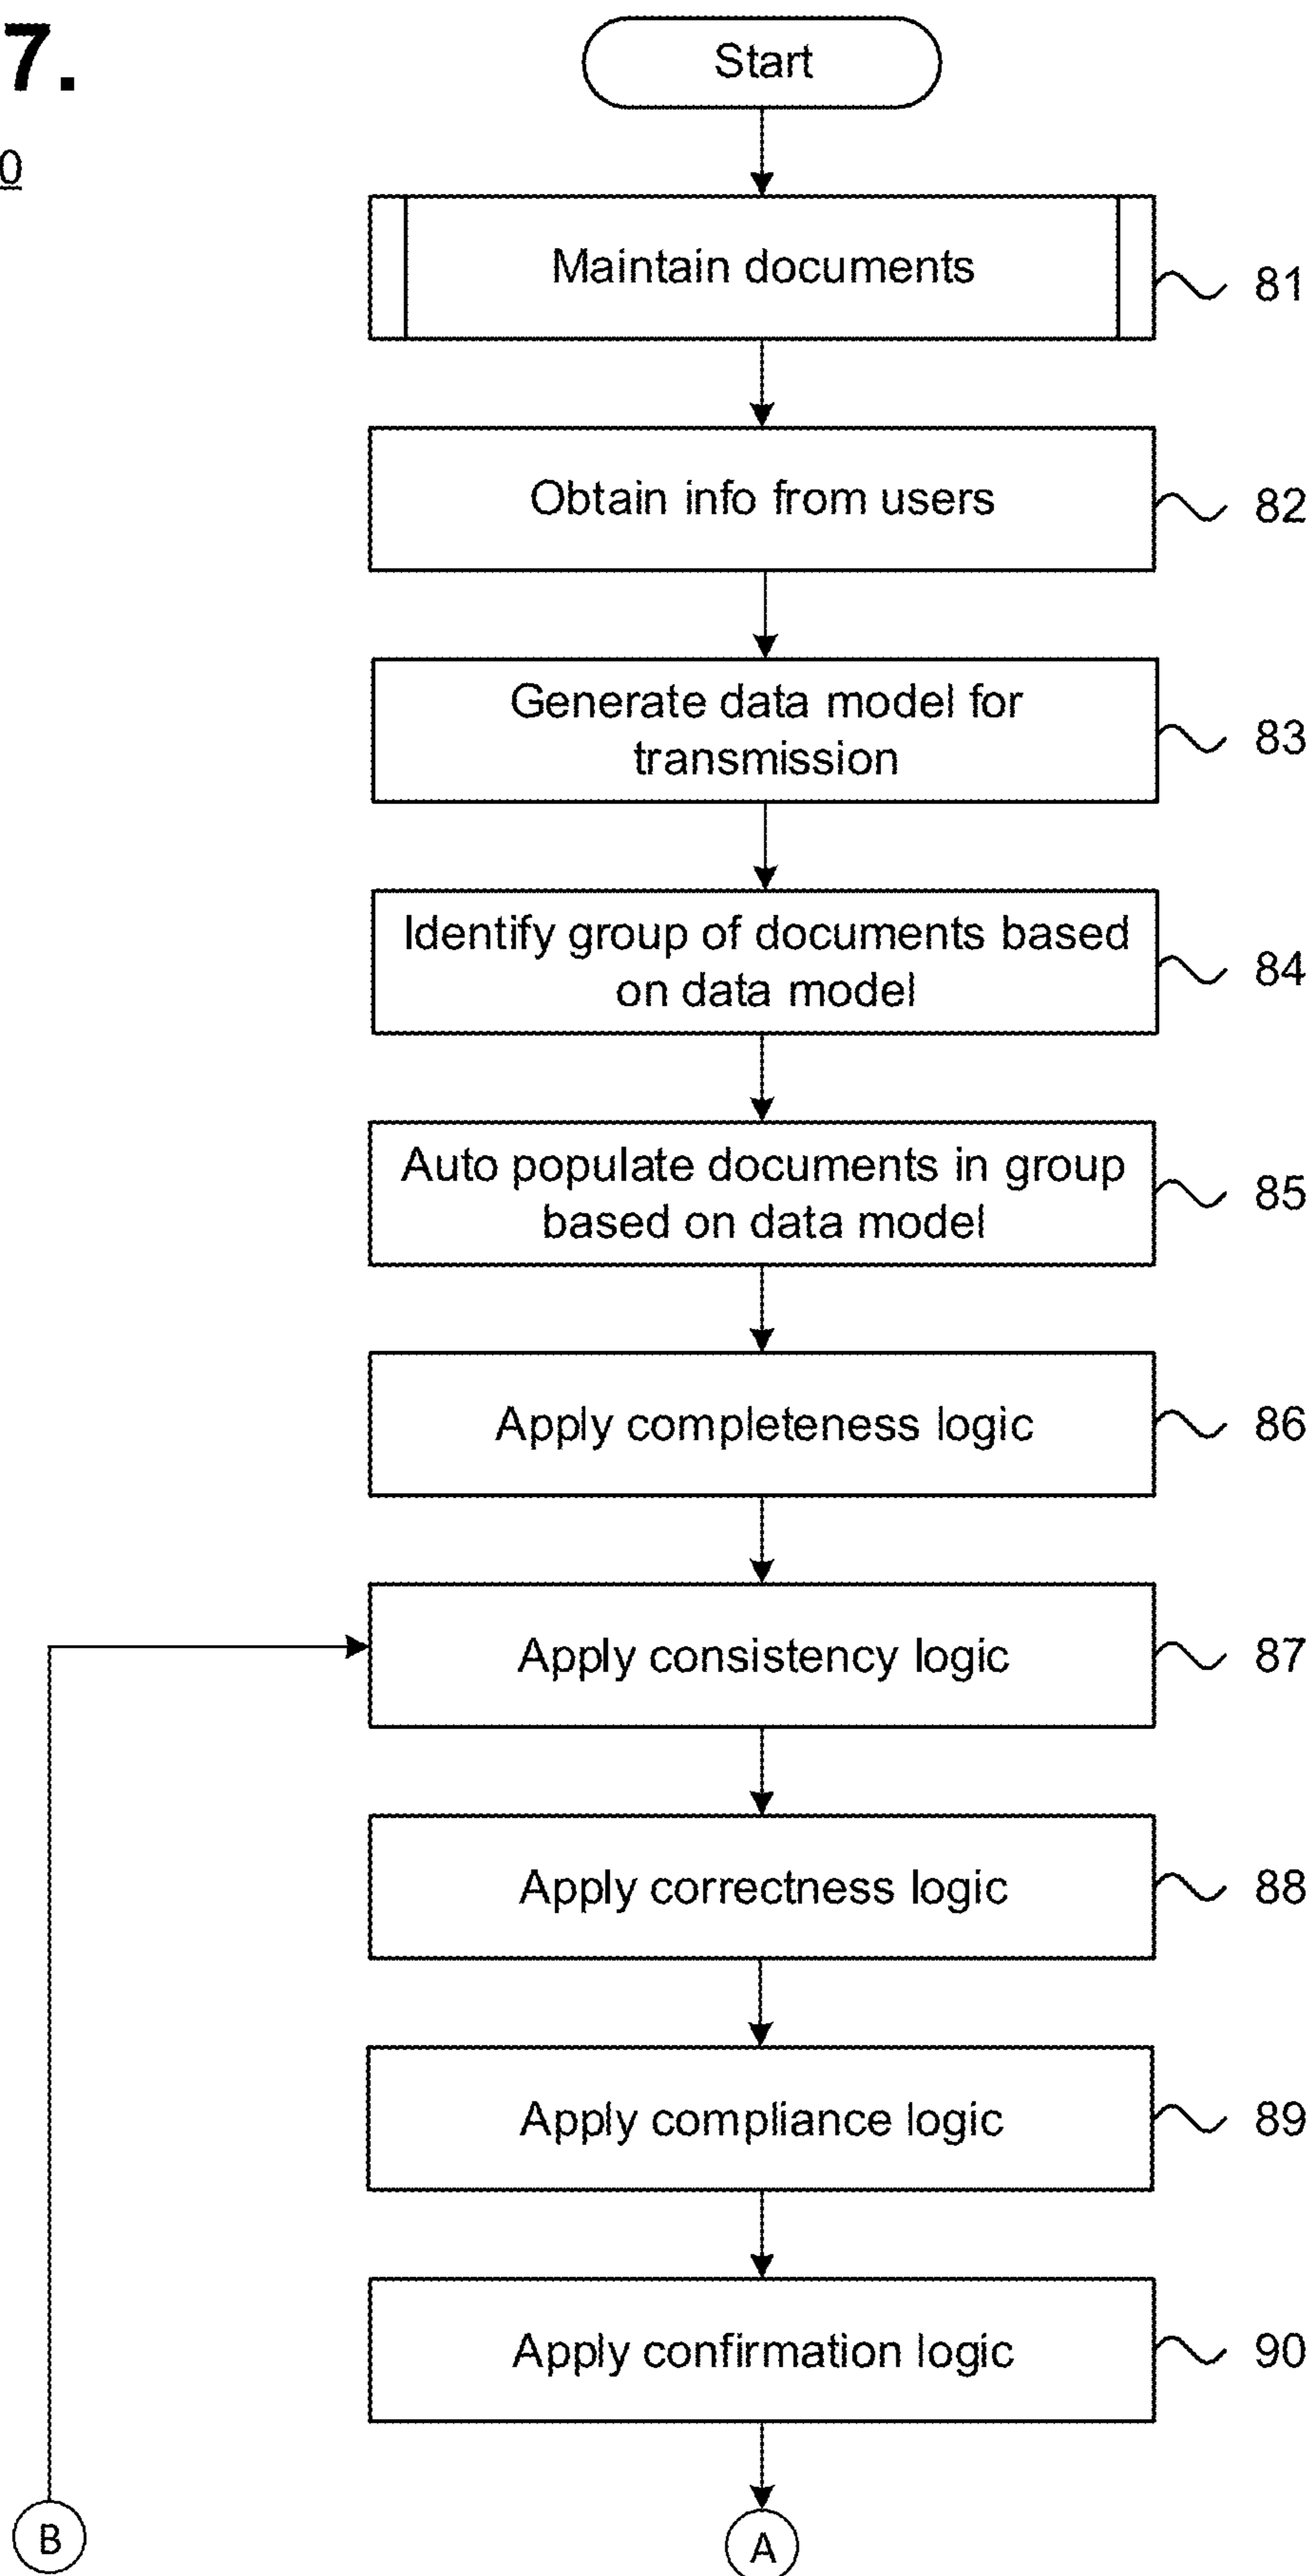 7.
0
Start
Maintain documents
81
Obtain info from users
82
Generate data model for
transmission
83
Identify group of documents based
on data model
84
Auto populate documents in group
based on data model
85
Apply completeness logic
86
Apply consistency logic
87
Apply correctness logic
88
Apply compliance logic
89
Apply confirmation logic
90
B
A